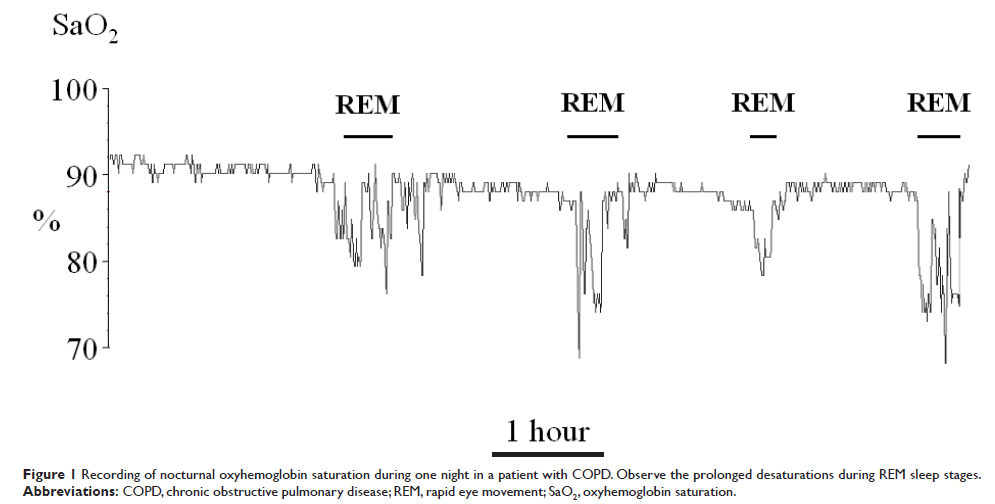 SaO₂
100
REM REM REM REM
90
%
80
70
1 hour
Figure 1 Recording of nocturnal oxyhemoglobin saturation during one night in a patient with COPD. Observe the prolonged desaturations during REM sleep stages.
Abbreviations: COPD, chronic obstructive pulmonary disease; REM, rapid eye movement; SaO₂, oxyhemoglobin saturation.